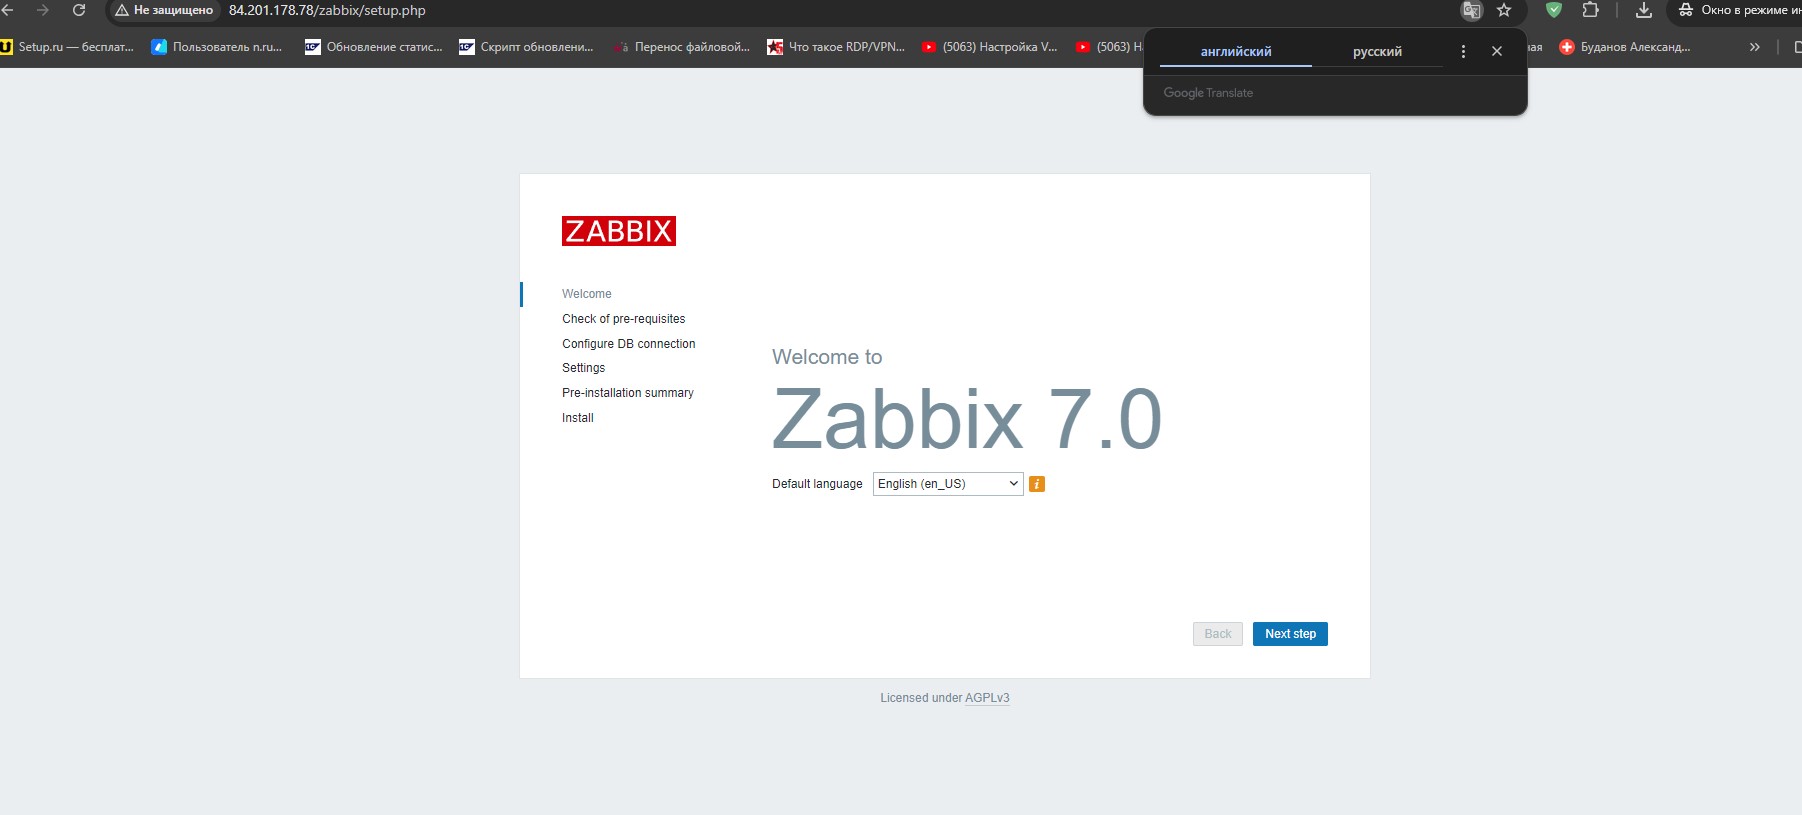 Не защищено 84.201.178.78/zabbix/setup.php Окно в режиме ин
Setup.ru — бесплат... Пользователь n.ru... Обновление статис... Скрипт обновлени... Перенос файловой... Что такое RDP/VPN... (5063) Настройка V... (5063) Н ая Буданов Александ...
английский русский
Google Translate
ZABBIX
Welcome
Check of pre-requisites
Configure DB connection
Settings
Pre-installation summary
Install
Welcome to
Zabbix 7.0
Default language English (en_US) i
Back Next step
Licensed under AGPLv3